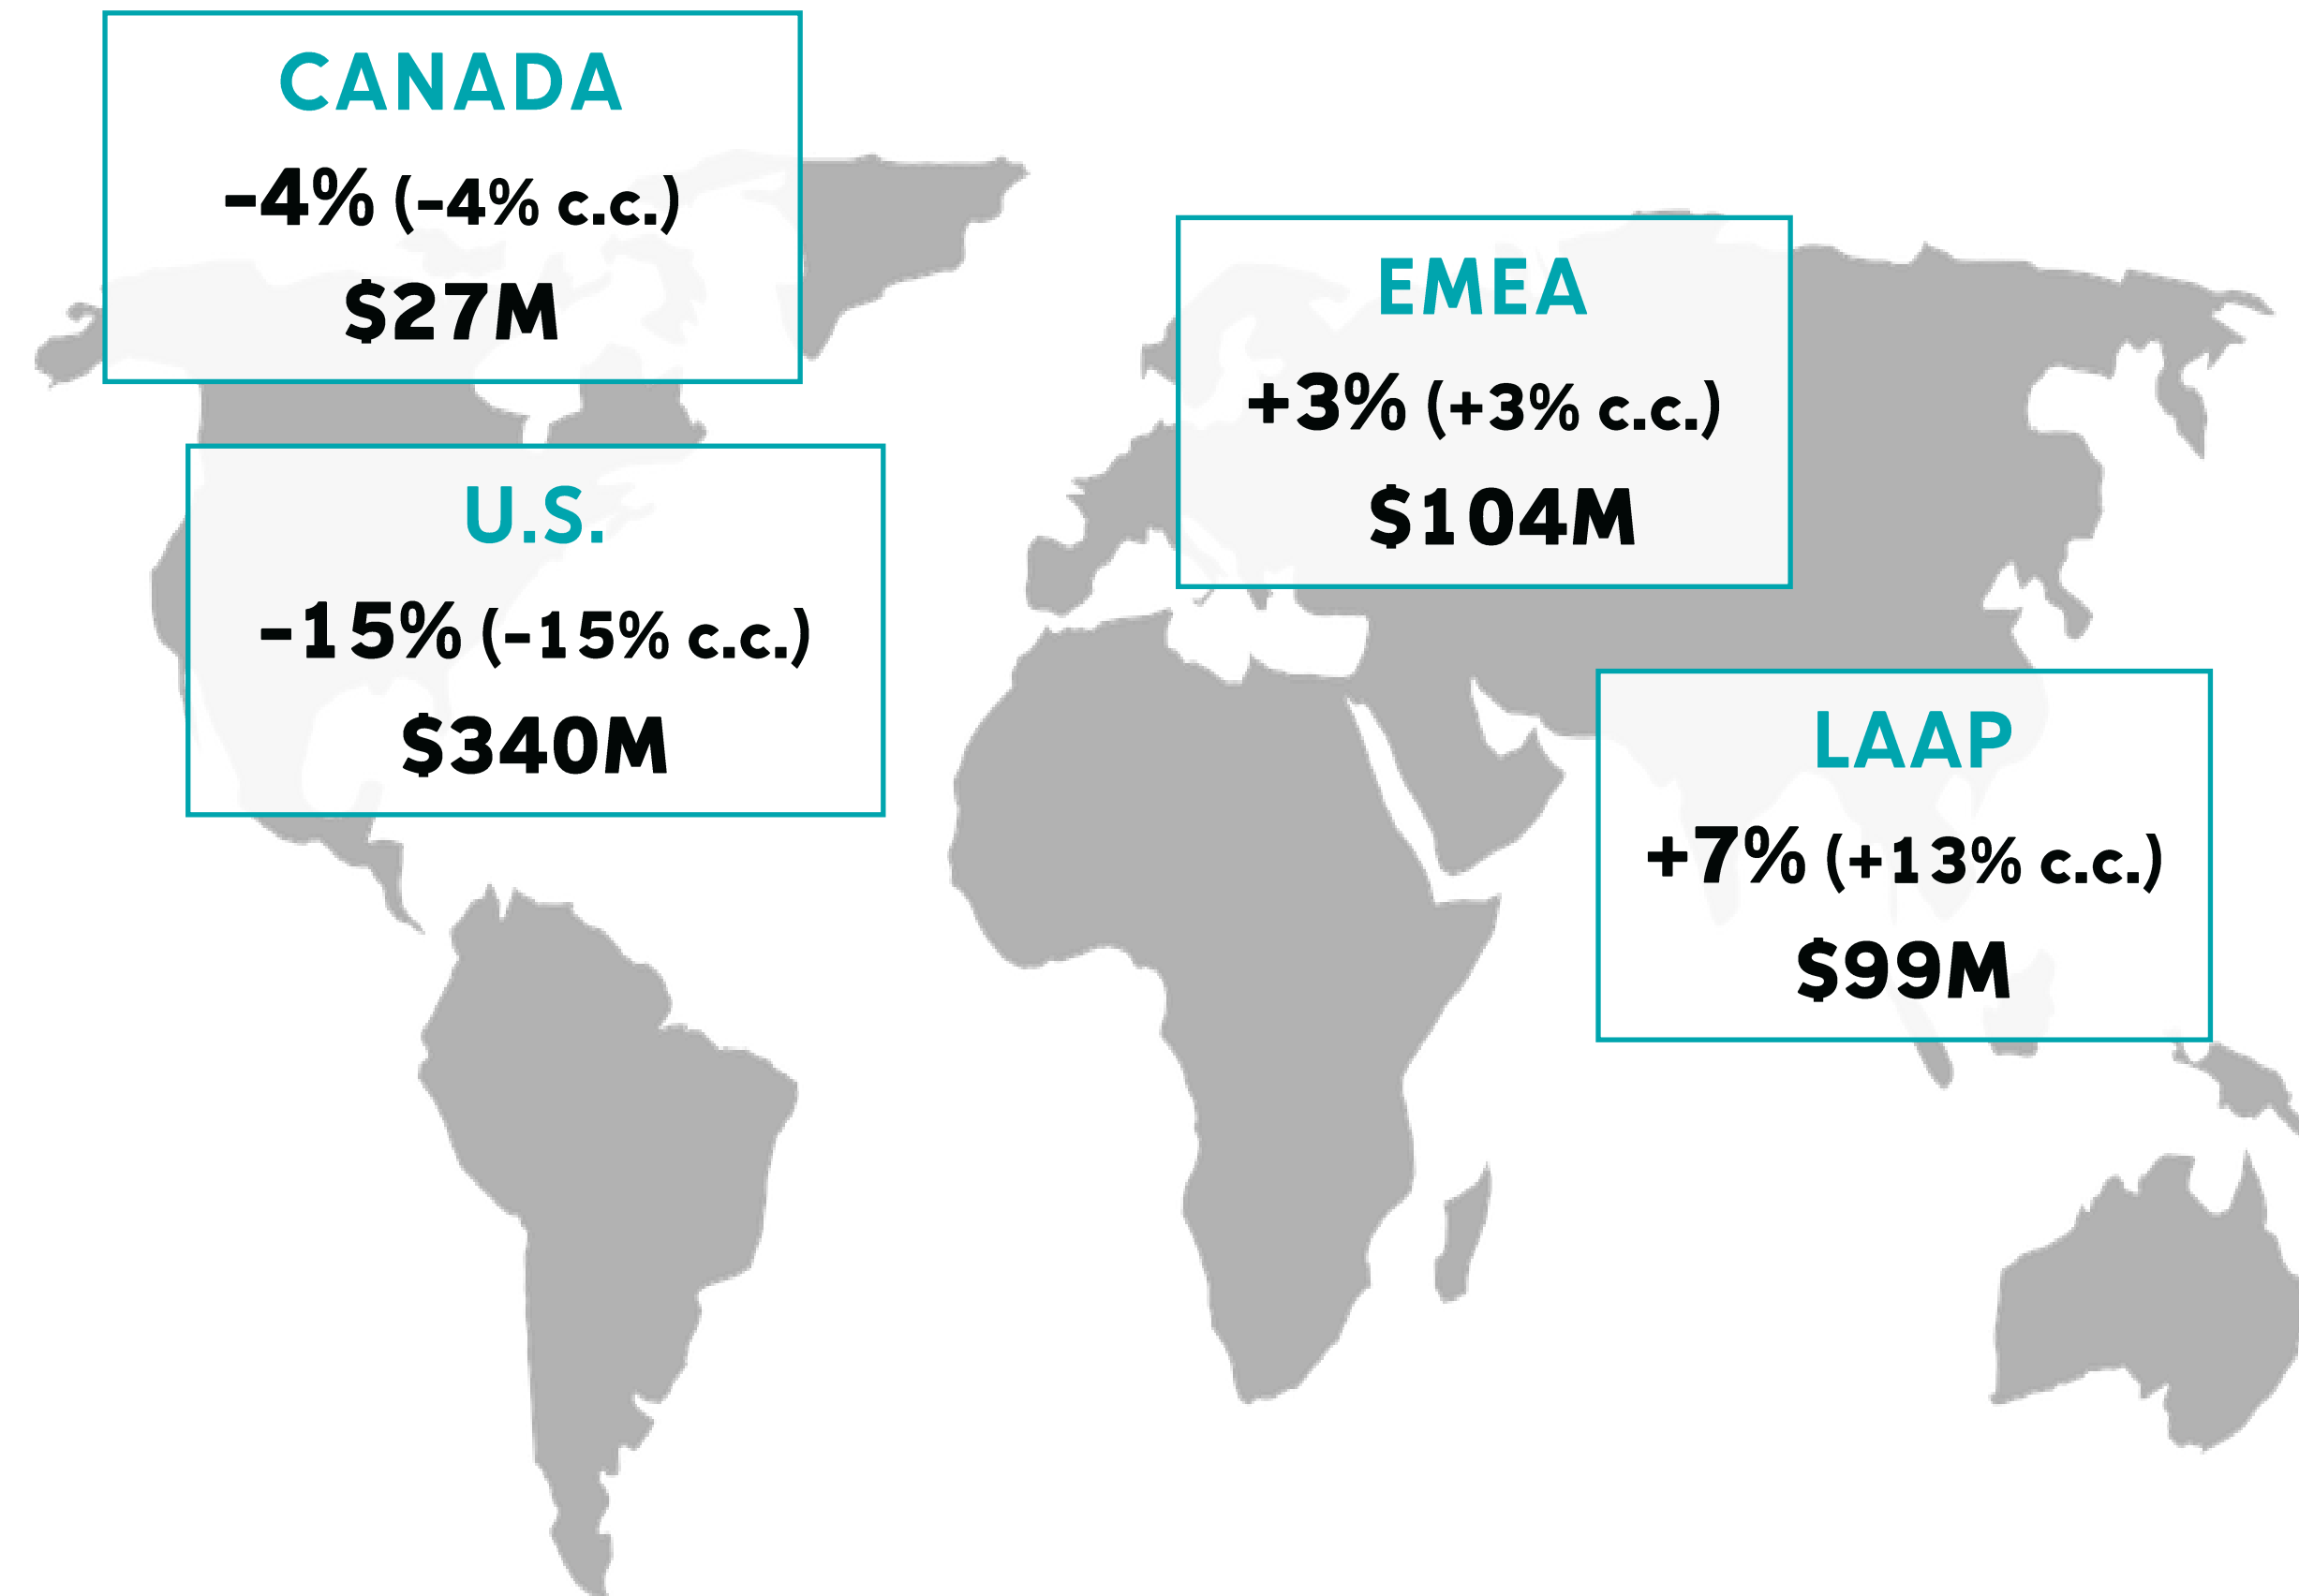 CANADA
-4% (-4% c.c.)
$27M
U.S.
-15% (-15% c.c.)
$340M
EMEA
+3% (+3% c.c.)
$104M
LAAP
+7% (+13% c.c.)
$99M